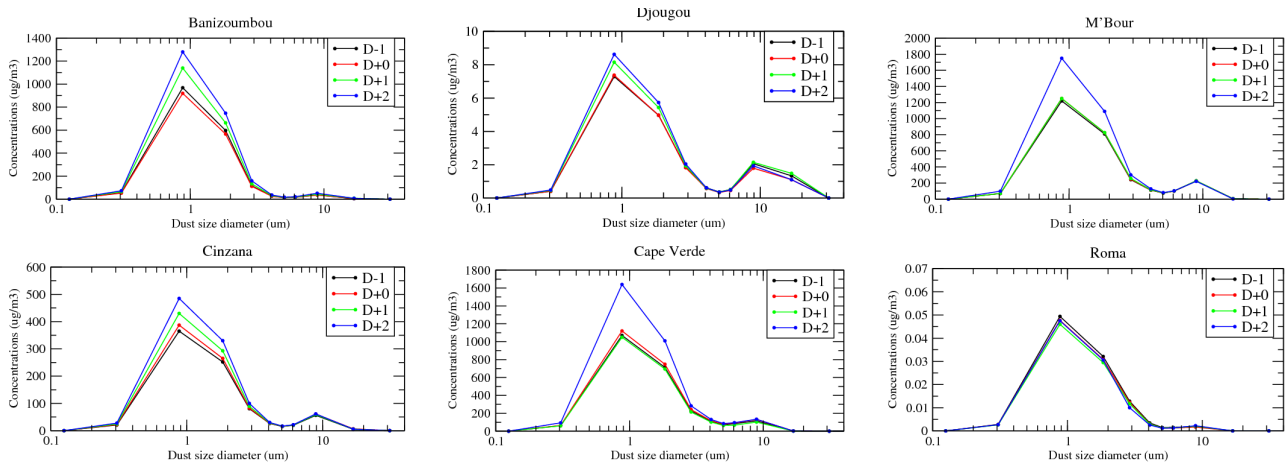 Banizoumbou
Concentrations (ug/m3)
1400
1200
1000
800
600
400
200
0
0.1
1
10
Dust size diameter (um)
D-1
D+0
D+1
D+2
Djougou
Concentrations (ug/m3)
10
8
6
4
2
0
0.1
1
10
Dust size diameter (um)
D-1
D+0
D+1
D+2
M'Bour
Concentrations (ug/m3)
2000
1800
1600
1400
1200
1000
800
600
400
200
0
0.1
1
10
Dust size diameter (um)
D-1
D+0
D+1
D+2
Cinzana
Concentrations (ug/m3)
600
500
400
300
200
100
0
0.1
1
10
Dust size diameter (um)
D-1
D+0
D+1
D+2
Cape Verde
Concentrations (ug/m3)
1800
1600
1400
1200
1000
800
600
400
200
0
0.1
1
10
Dust size diameter (um)
D-1
D+0
D+1
D+2
Roma
Concentrations (ug/m3)
0.07
0.06
0.05
0.04
0.03
0.02
0.01
0
0.1
1
10
Dust size diameter (um)
D-1
D+0
D+1
D+2